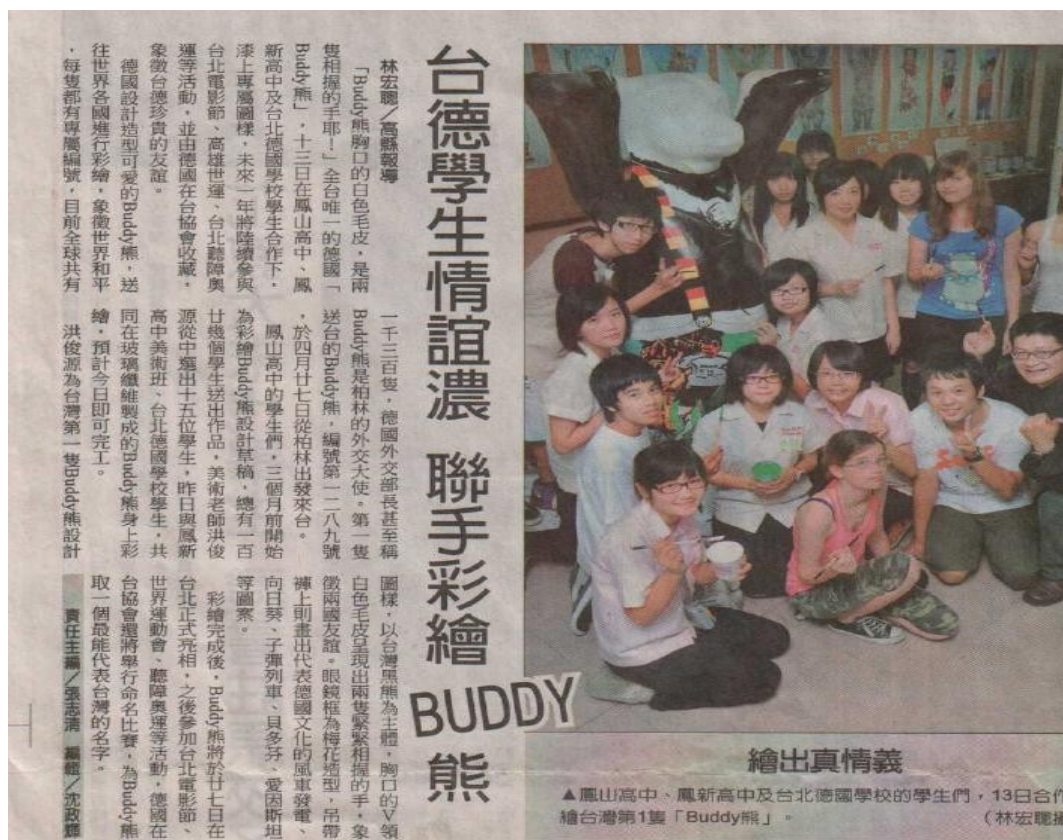 台德學生情誼濃 聯手彩繪BUDDY熊
林宏聰／高縣報導
「Buddy熊胸口的白色毛皮，是兩
隻相握的手耶！」全台唯一的德國「
Buddy熊」，十三日在鳳山高中、鳳
新高中及台北德國學校學生合作下，
漆上專屬圖樣，未來一年將陸續參與
台北電影節、高雄世運、台北聽障奧
運等活動，並由德國在台協會收藏，
象徵台德珍貴的友誼。
德國設計造型可愛的Buddy熊，送
往世界各國進行彩繪，象徵世界和平
，每隻都有專屬編號，目前全球共有
一千三百隻，德國外交部長甚至稱
Buddy熊是柏林的外交大使。第一隻
送台的Buddy熊，編號第一二八九號
，於四月廿七日從柏林出發來台。
鳳山高中的學生們，三個月前開始
為彩繪Buddy熊設計草稿，總有一百
廿幾個學生送出作品，美術老師洪俊
源從中選出十五位學生，昨日與鳳新
高中美術班、台北德國學校學生，共
同在玻璃纖維製成的Buddy熊身上彩
繪，預計今日即可完工。
洪俊源為台灣第一隻Buddy熊設計
圖樣，以台灣黑熊為主體，胸口的V領
白色毛皮呈現出兩隻緊緊相握的手，象
徵兩國友誼。眼鏡框為梅花造型，吊帶
褲上則畫出代表德國文化的風車發電、
向日葵、子彈列車、貝多芬、愛因斯坦
等圖案。
彩繪完成後，Buddy熊將於廿七日在
台北正式亮相，之後參加台北電影節、
世界運動會、聽障奧運等活動，德國在
台協會還將舉行命名比賽，為Buddy熊
取一個最能代表台灣的名字。
責任主編／張志清 編輯／沈政
繪出真情義
▲鳳山高中、鳳新高中及台北德國學校的學生們，13日合作
繪台灣第1隻「Buddy熊」。 （林宏聰